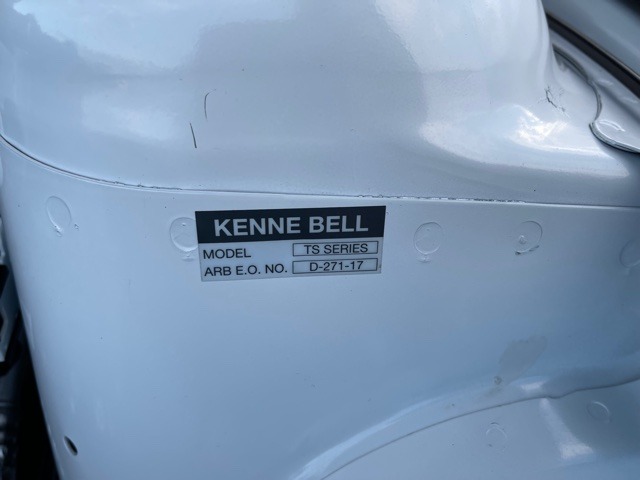 KENNE BELL
MODEL TS SERIES
ARB E.O. NO. D-271-17